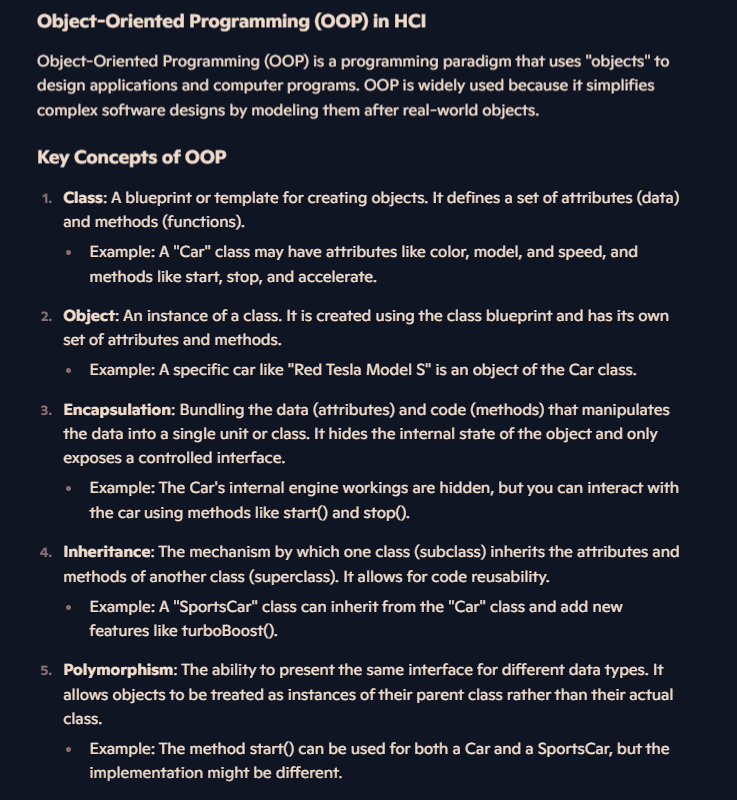 Object-Oriented Programming (OOP) in HCI
Object-Oriented Programming (OOP) is a programming paradigm that uses "objects" to
design applications and computer programs. OOP is widely used because it simplifies
complex software designs by modeling them after real-world objects.
Key Concepts of OOP
1. Class: A blueprint or template for creating objects. It defines a set of attributes (data)
and methods (functions).
• Example: A "Car" class may have attributes like color, model, and speed, and
methods like start, stop, and accelerate.
2. Object: An instance of a class. It is created using the class blueprint and has its own
set of attributes and methods.
• Example: A specific car like "Red Tesla Model S" is an object of the Car class.
3. Encapsulation: Bundling the data (attributes) and code (methods) that manipulates
the data into a single unit or class. It hides the internal state of the object and only
exposes a controlled interface.
• Example: The Car's internal engine workings are hidden, but you can interact with
the car using methods like start() and stop().
4. Inheritance: The mechanism by which one class (subclass) inherits the attributes and
methods of another class (superclass). It allows for code reusability.
• Example: A "SportsCar" class can inherit from the "Car" class and add new
features like turboBoost().
5. Polymorphism: The ability to present the same interface for different data types. It
allows objects to be treated as instances of their parent class rather than their actual
class.
• Example: The method start() can be used for both a Car and a SportsCar, but the
implementation might be different.